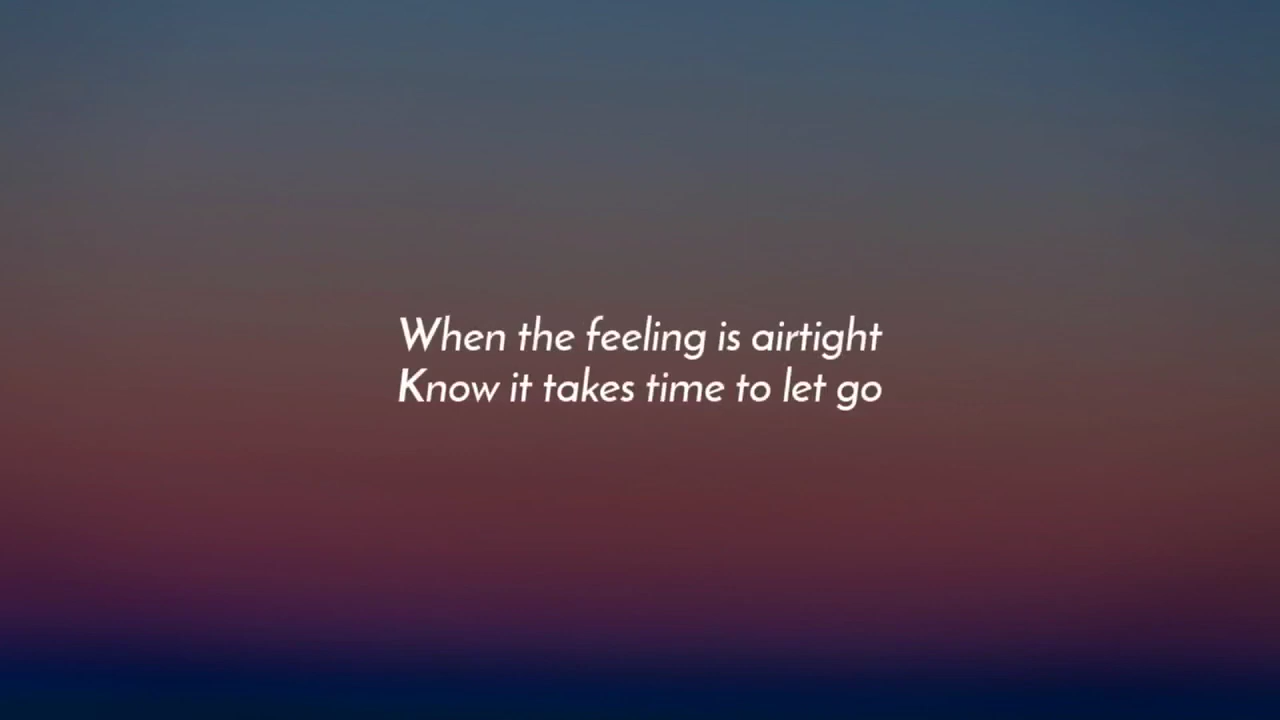 When the feeling is airtight
Know it takes time to let go